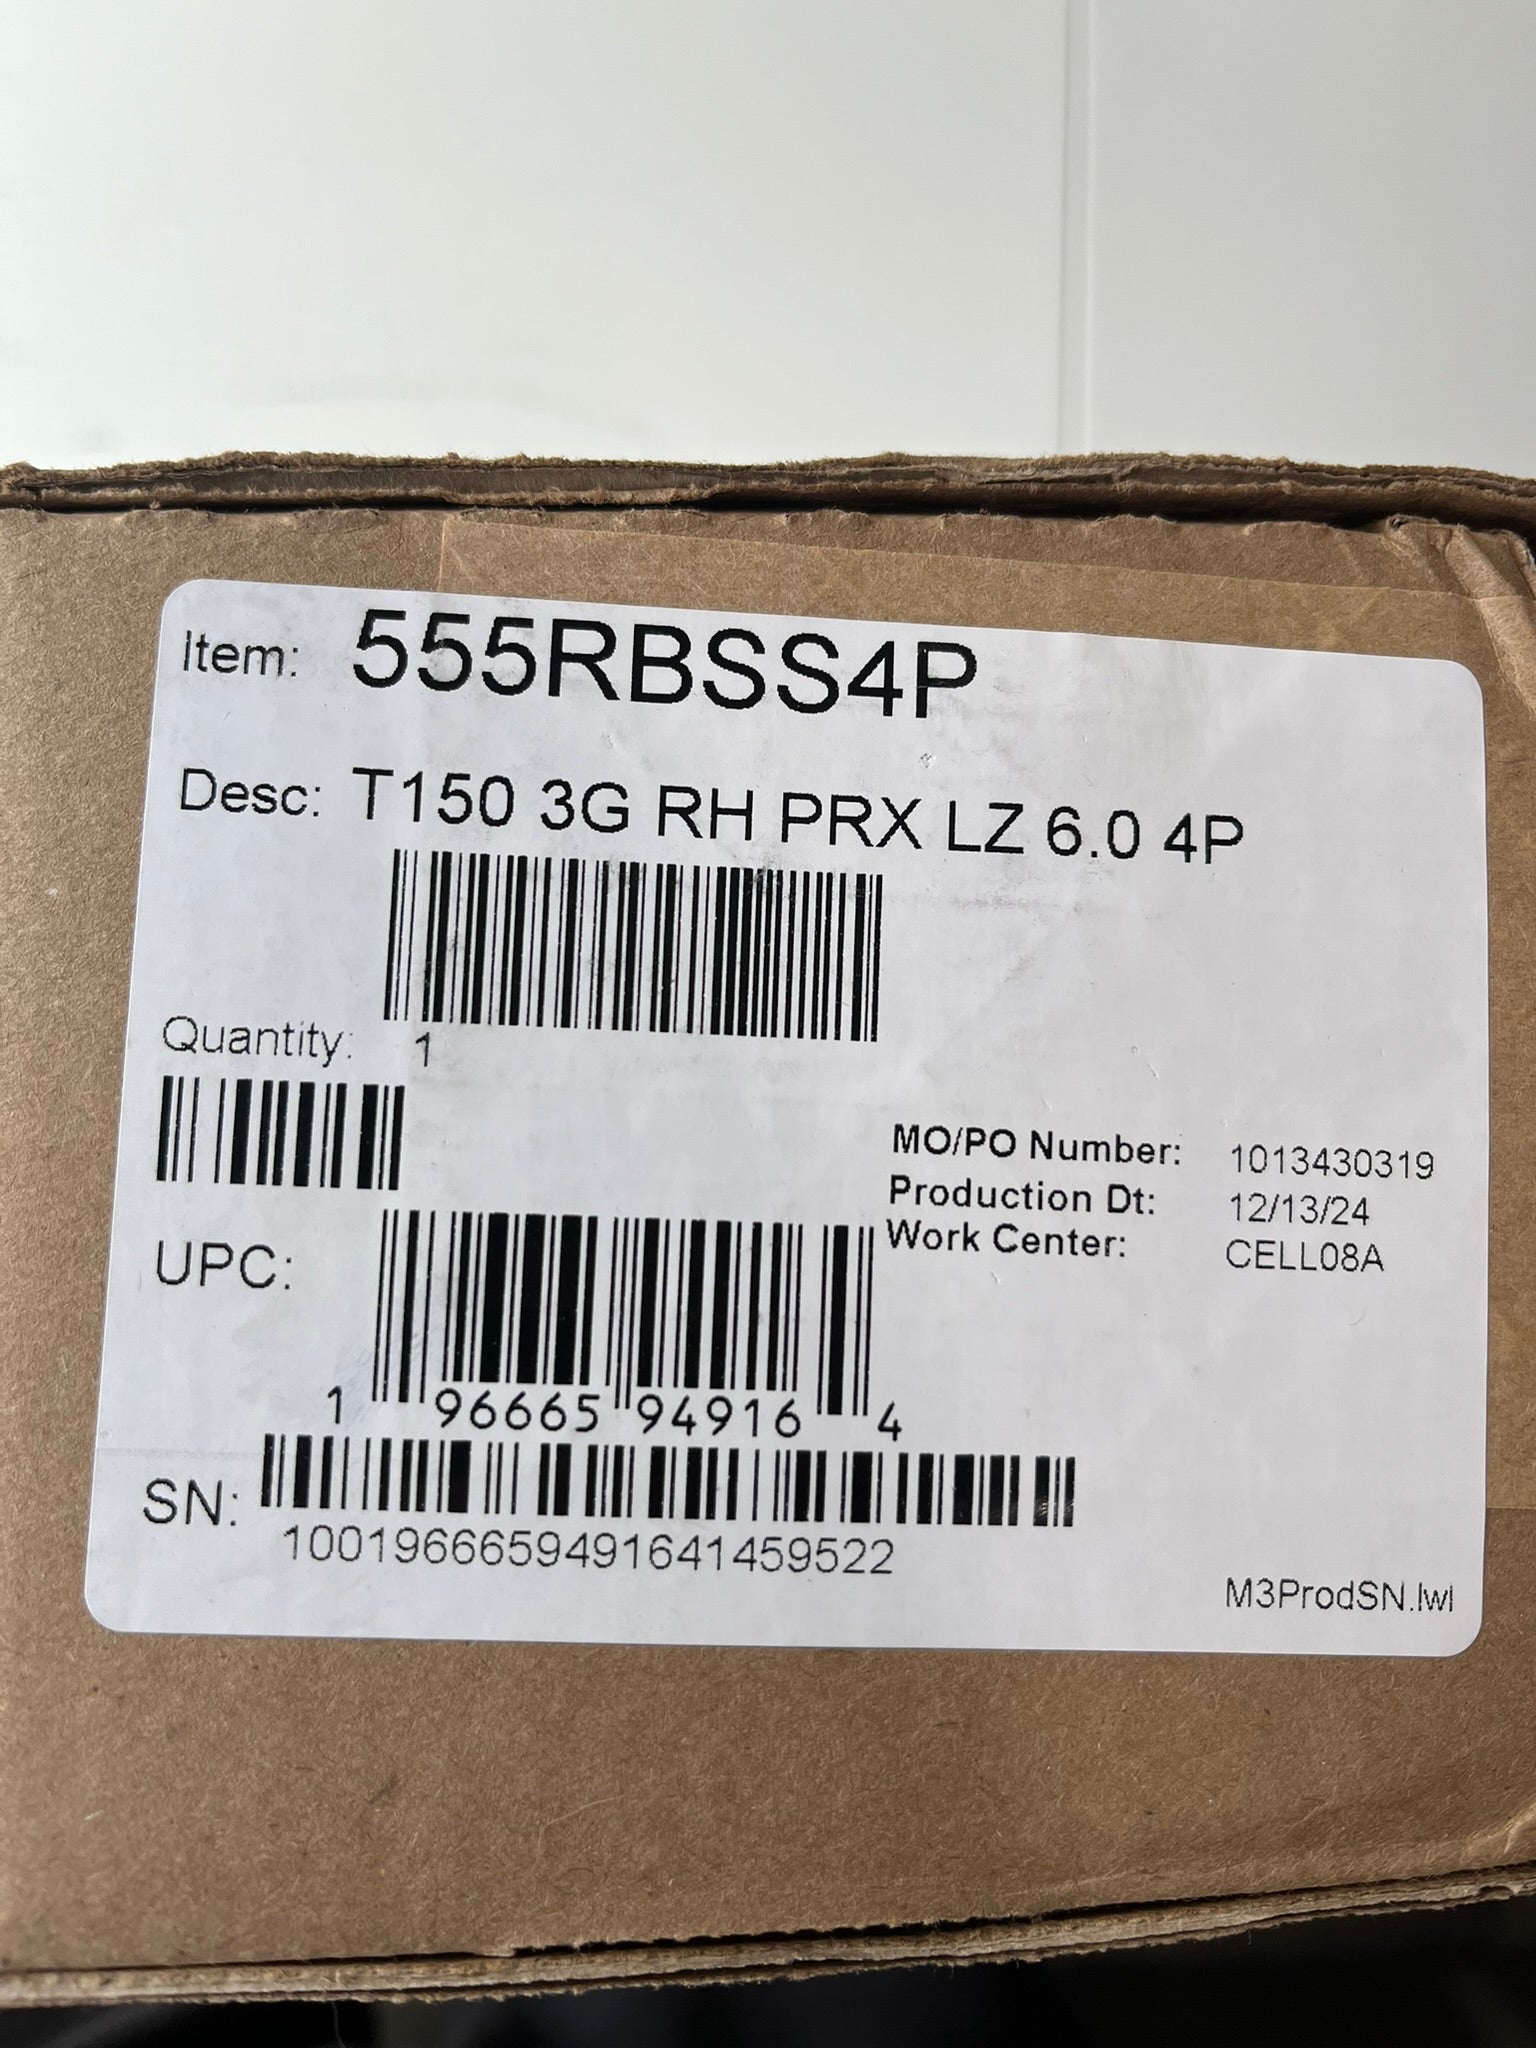 Item: 555RBSS4P
Desc: T150 3G RH PRX LZ 6.0 4P
Quantity: 1
MO/PO Number: 1013430319
Production Dt: 12/13/24
Work Center: CELL08A
UPC:
1 96665 94916 4
SN:
1001966659491641459522
M3ProdSN.lwl